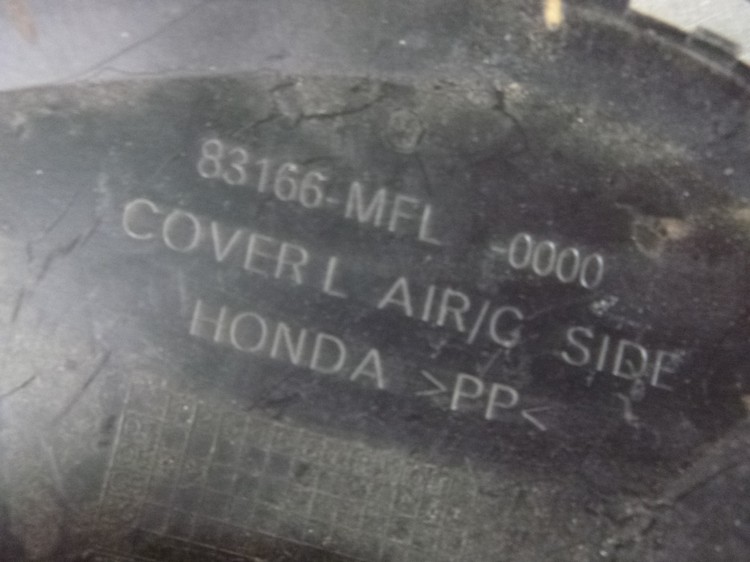 83166-MFL -0000
COVER L AIR/C SIDE
HONDA >PP<